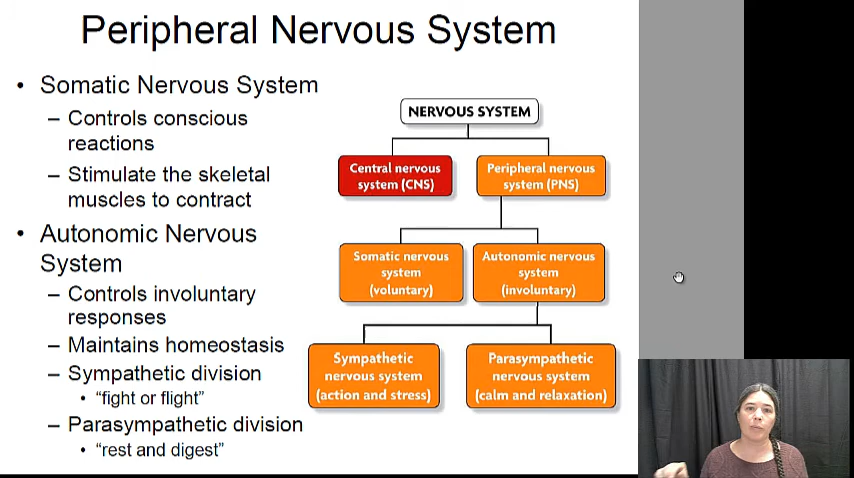 Peripheral Nervous System
• Somatic Nervous System
– Controls conscious
reactions
– Stimulate the skeletal
muscles to contract
• Autonomic Nervous
System
– Controls involuntary
responses
– Maintains homeostasis
– Sympathetic division
• “fight or flight”
– Parasympathetic division
• “rest and digest”
NERVOUS SYSTEM
Central nervous
system (CNS)
Peripheral nervous
system (PNS)
Somatic nervous
system
(voluntary)
Autonomic nervous
system
(involuntary)
Sympathetic
nervous system
(action and stress)
Parasympathetic
nervous system
(calm and relaxation)